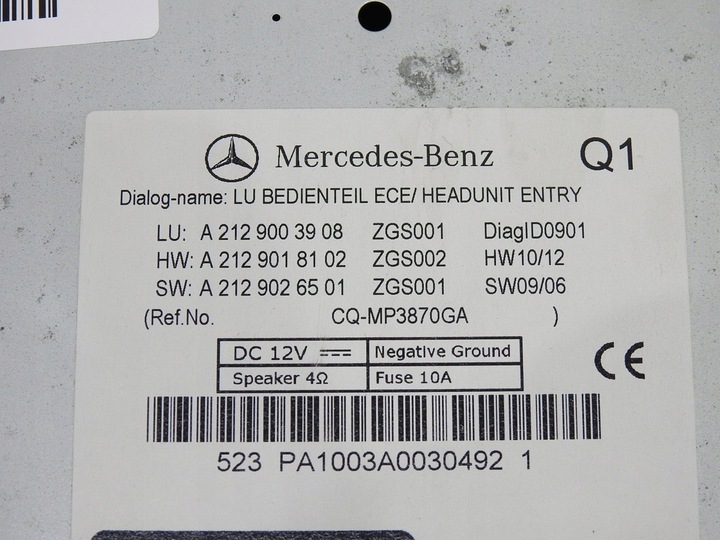 Mercedes-Benz Q1
Dialog-name: LU BEDIENTEIL ECE/ HEADUNIT ENTRY
LU: A 212 900 39 08 ZGS001 DiagID0901
HW: A 212 901 81 02 ZGS002 HW10/12
SW: A 212 902 65 01 ZGS001 SW09/06
(Ref.No. CQ-MP3870GA )
DC 12V Negative Ground
Speaker 4Ω Fuse 10A
CE
523 PA1003A0030492 1